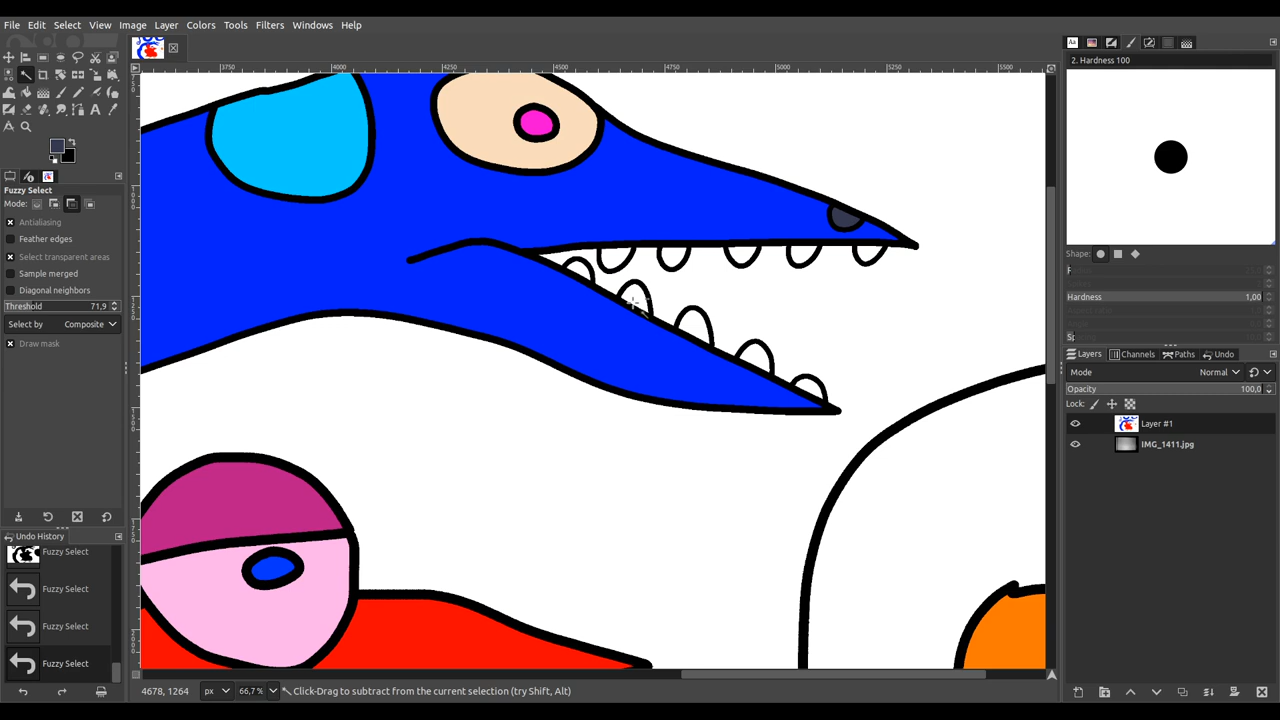 File Edit Select View Image Layer Colors Tools Filters Windows Help
3750 4000 4250 4500 4750 5000 5250 5500
2. Hardness 100
Fuzzy Select
Mode:
Antialiasing
Feather edges
Select transparent areas
Sample merged
Diagonal neighbors
Threshold 71,9
Select by Composite
Draw mask
Shape:
Hardness 1,00
Layers Channels Paths Undo
Mode Normal
Opacity 100,0
Lock:
Layer #1
IMG_1411.jpg
Undo History
Fuzzy Select
Fuzzy Select
Fuzzy Select
Fuzzy Select
4678, 1264 px 66,7 % Click-Drag to subtract from the current selection (try Shift, Alt)